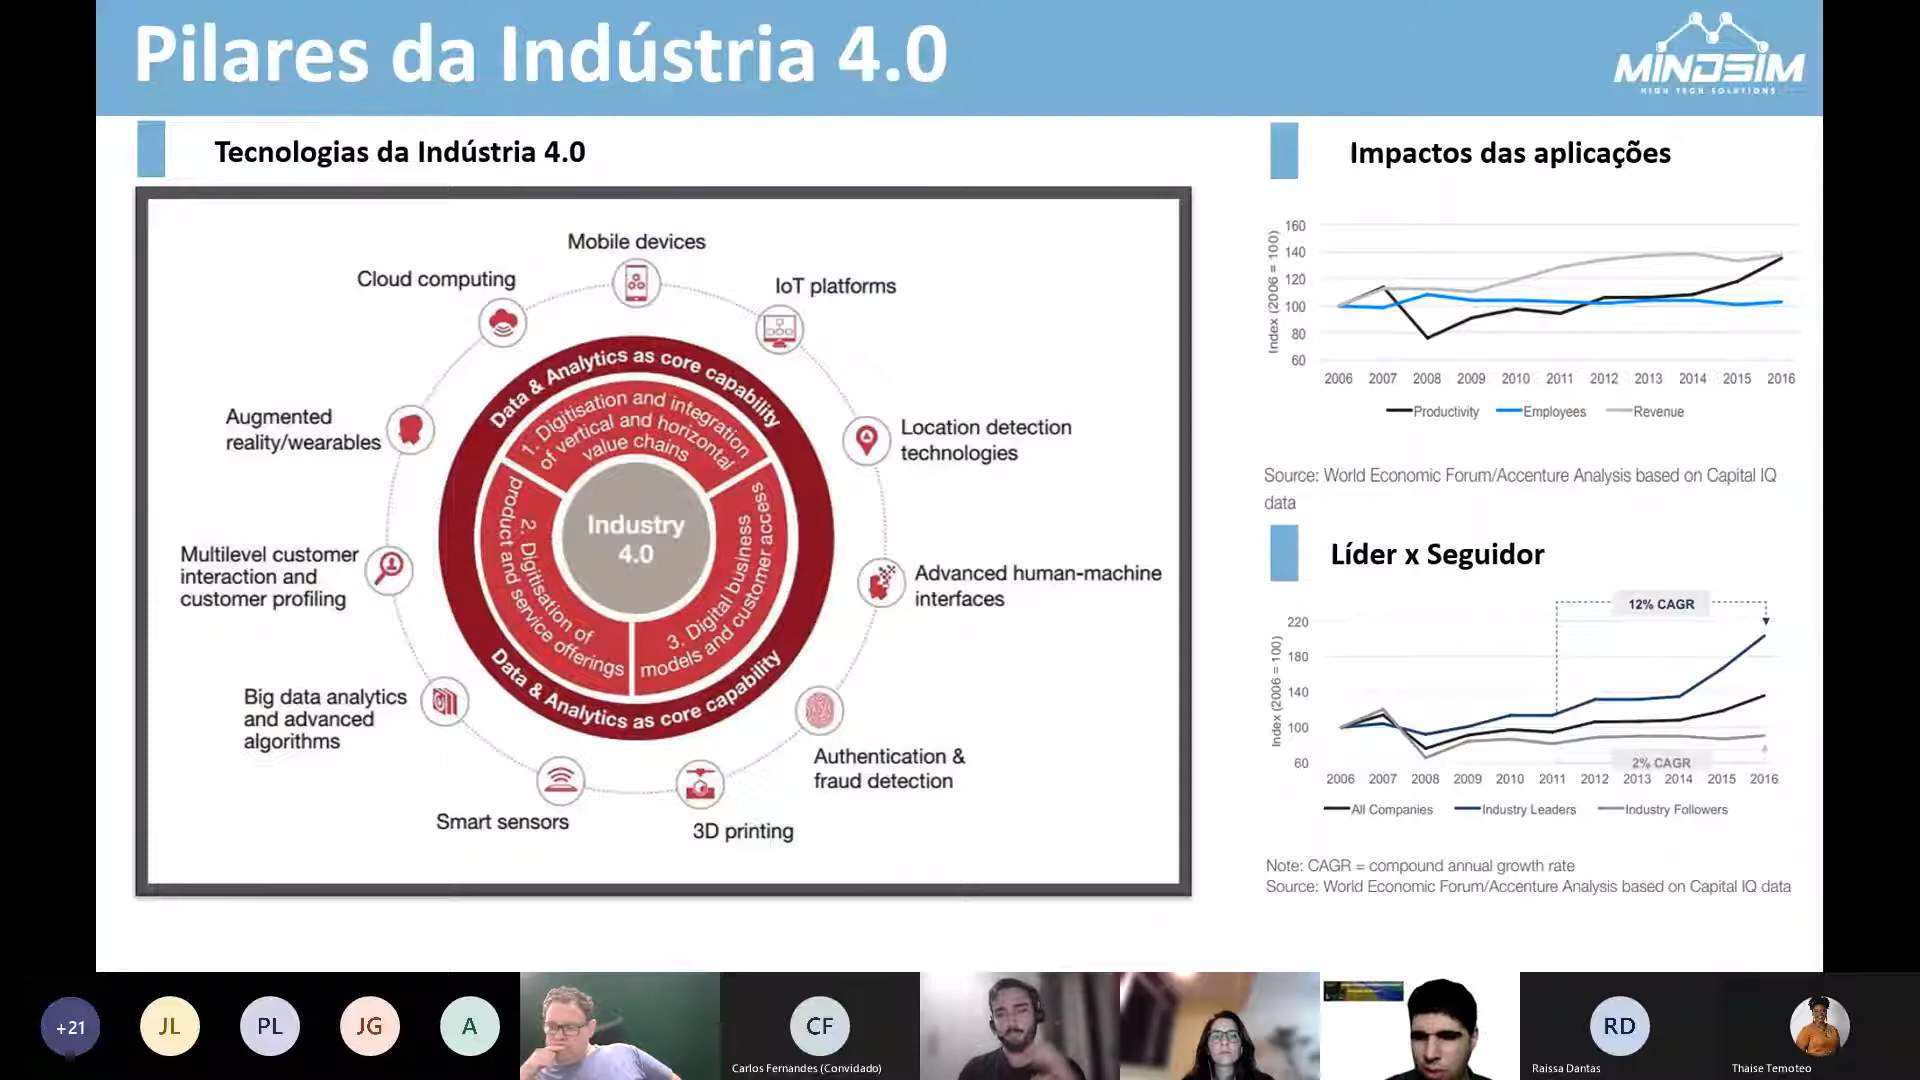 Pilares da Indústria 4.0
MINDSIM
HIGH TECH SOLUTIONS
Tecnologias da Indústria 4.0
Mobile devices
Cloud computing
IoT platforms
Augmented
reality/wearables
Location detection
technologies
Multilevel customer
interaction and
customer profiling
Advanced human-machine
interfaces
Big data analytics
and advanced
algorithms
Authentication &
fraud detection
Smart sensors
3D printing
Data & Analytics as core capability
1. Digitisation and integration
of vertical and horizontal
value chains
2. Digitisation of
product and service offerings
3. Digital business
models and customer access
Industry
4.0
Data & Analytics as core capability
Impactos das aplicações
Index (2006 = 100)
160
140
120
100
80
60
2006 2007 2008 2009 2010 2011 2012 2013 2014 2015 2016
Productivity Employees Revenue
Source: World Economic Forum/Accenture Analysis based on Capital IQ
data
Líder x Seguidor
12% CAGR
Index (2006 = 100)
220
180
140
100
60
2% CAGR
2006 2007 2008 2009 2010 2011 2012 2013 2014 2015 2016
All Companies Industry Leaders Industry Followers
Note: CAGR = compound annual growth rate
Source: World Economic Forum/Accenture Analysis based on Capital IQ data
+21
JL
PL
JG
A
CF
Carlos Fernandes (Convidado)
RD
Raissa Dantas
Thaise Temoteo